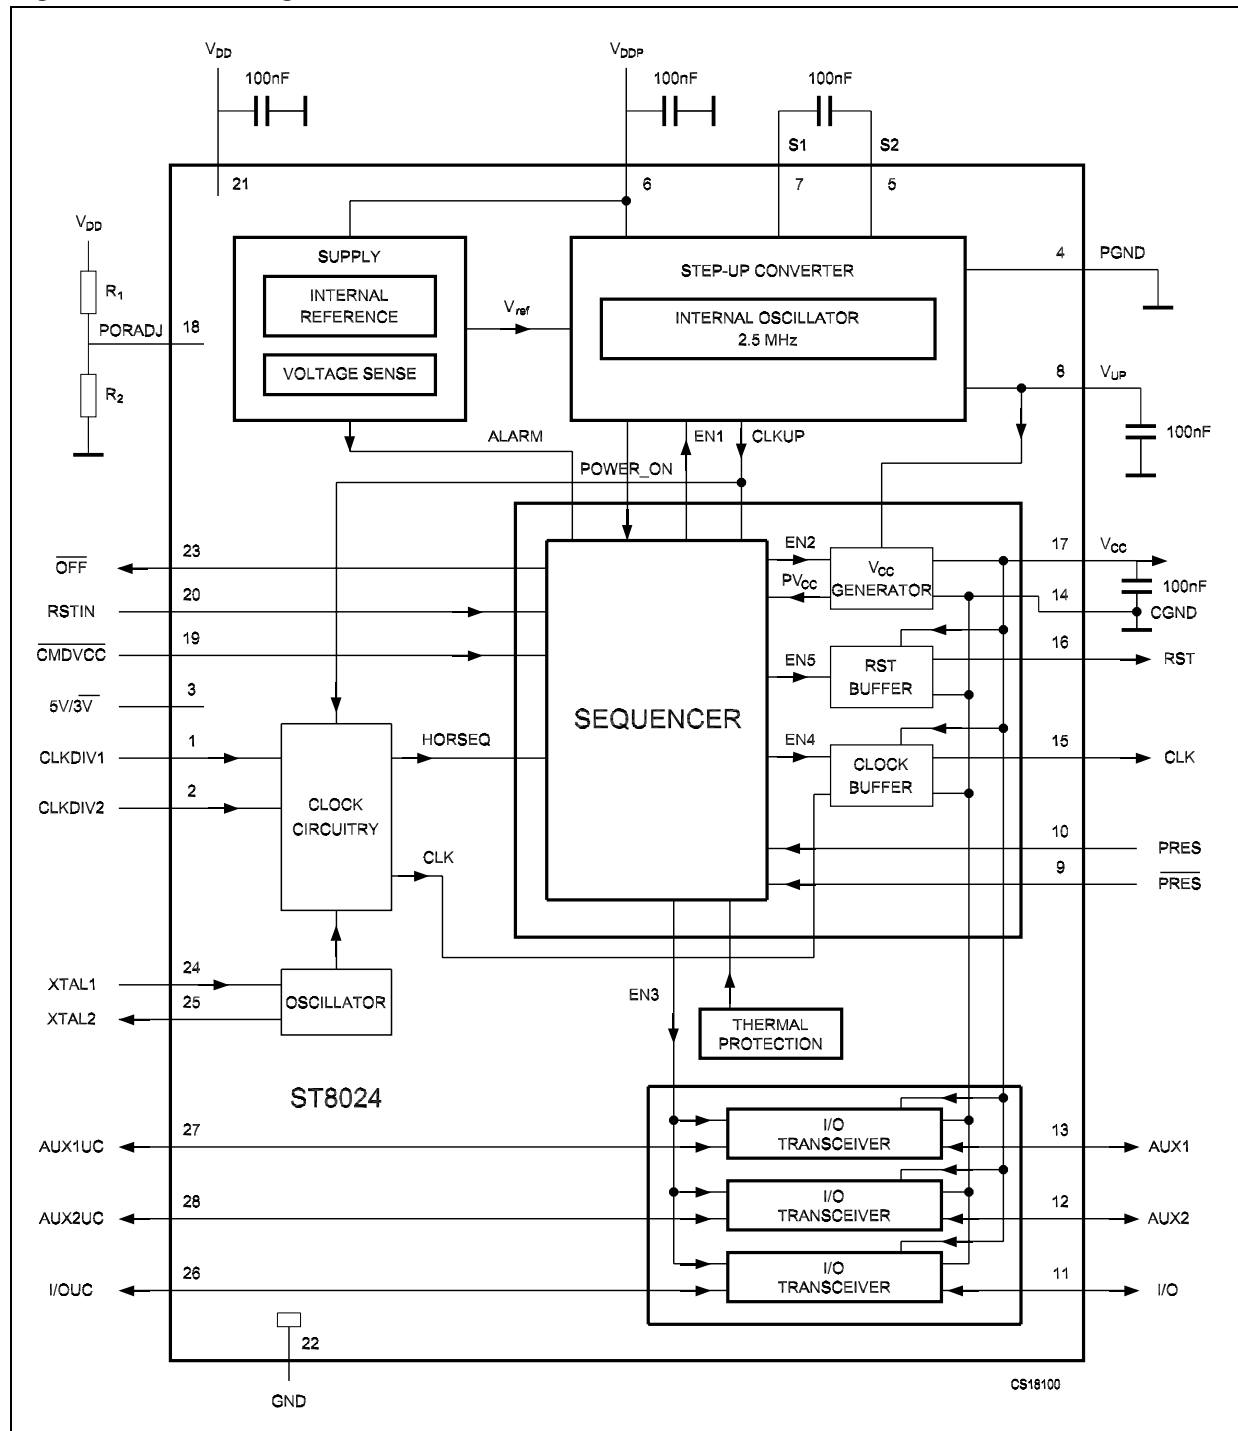 VDD
VDDP
100nF
100nF
100nF
S1
S2
21
6
7
5
VDD
R1
PORADJ
18
R2
SUPPLY
INTERNAL
REFERENCE
VOLTAGE SENSE
Vref
STEP-UP CONVERTER
INTERNAL OSCILLATOR
2.5 MHz
4
PGND
8
VUP
100nF
ALARM
EN1
CLKUP
POWER_ON
OFF
23
RSTIN
20
CMDVCC
19
5V/3V
3
CLKDIV1
1
CLKDIV2
2
CLOCK
CIRCUITRY
HORSEQ
CLK
SEQUENCER
EN2
PVCC
VCC
GENERATOR
17
VCC
100nF
14
CGND
EN5
RST
BUFFER
16
RST
EN4
CLOCK
BUFFER
15
CLK
10
PRES
9
PRES
XTAL1
24
XTAL2
25
OSCILLATOR
EN3
THERMAL
PROTECTION
ST8024
AUX1UC
27
I/O
TRANSCEIVER
13
AUX1
AUX2UC
28
I/O
TRANSCEIVER
12
AUX2
I/OUC
26
I/O
TRANSCEIVER
11
I/O
22
GND
CS18100